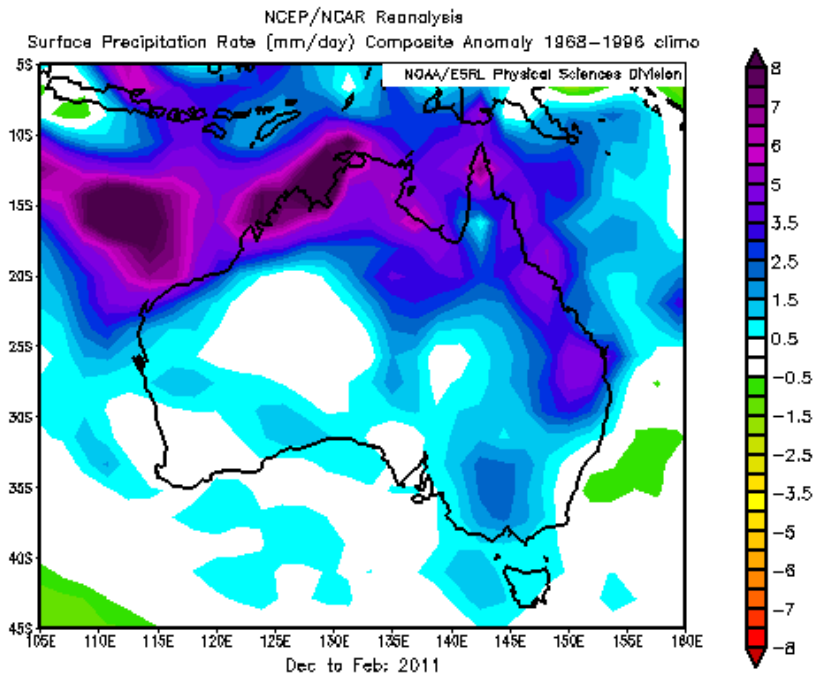 NCEP/NCAR Reanalysis
Surface Precipitation Rate (mm/day) Composite Anomaly 1968-1996 climo
NOAA/ESRL Physical Sciences Division
5S
10S
15S
20S
25S
30S
35S
40S
45S
105E 110E 115E 120E 125E 130E 135E 140E 145E 150E 155E 160E
Dec to Feb: 2011
8
7
6
5
3.5
2.5
1.5
0.5
-0.5
-1.5
-2.5
-3.5
-5
-6
-7
-8